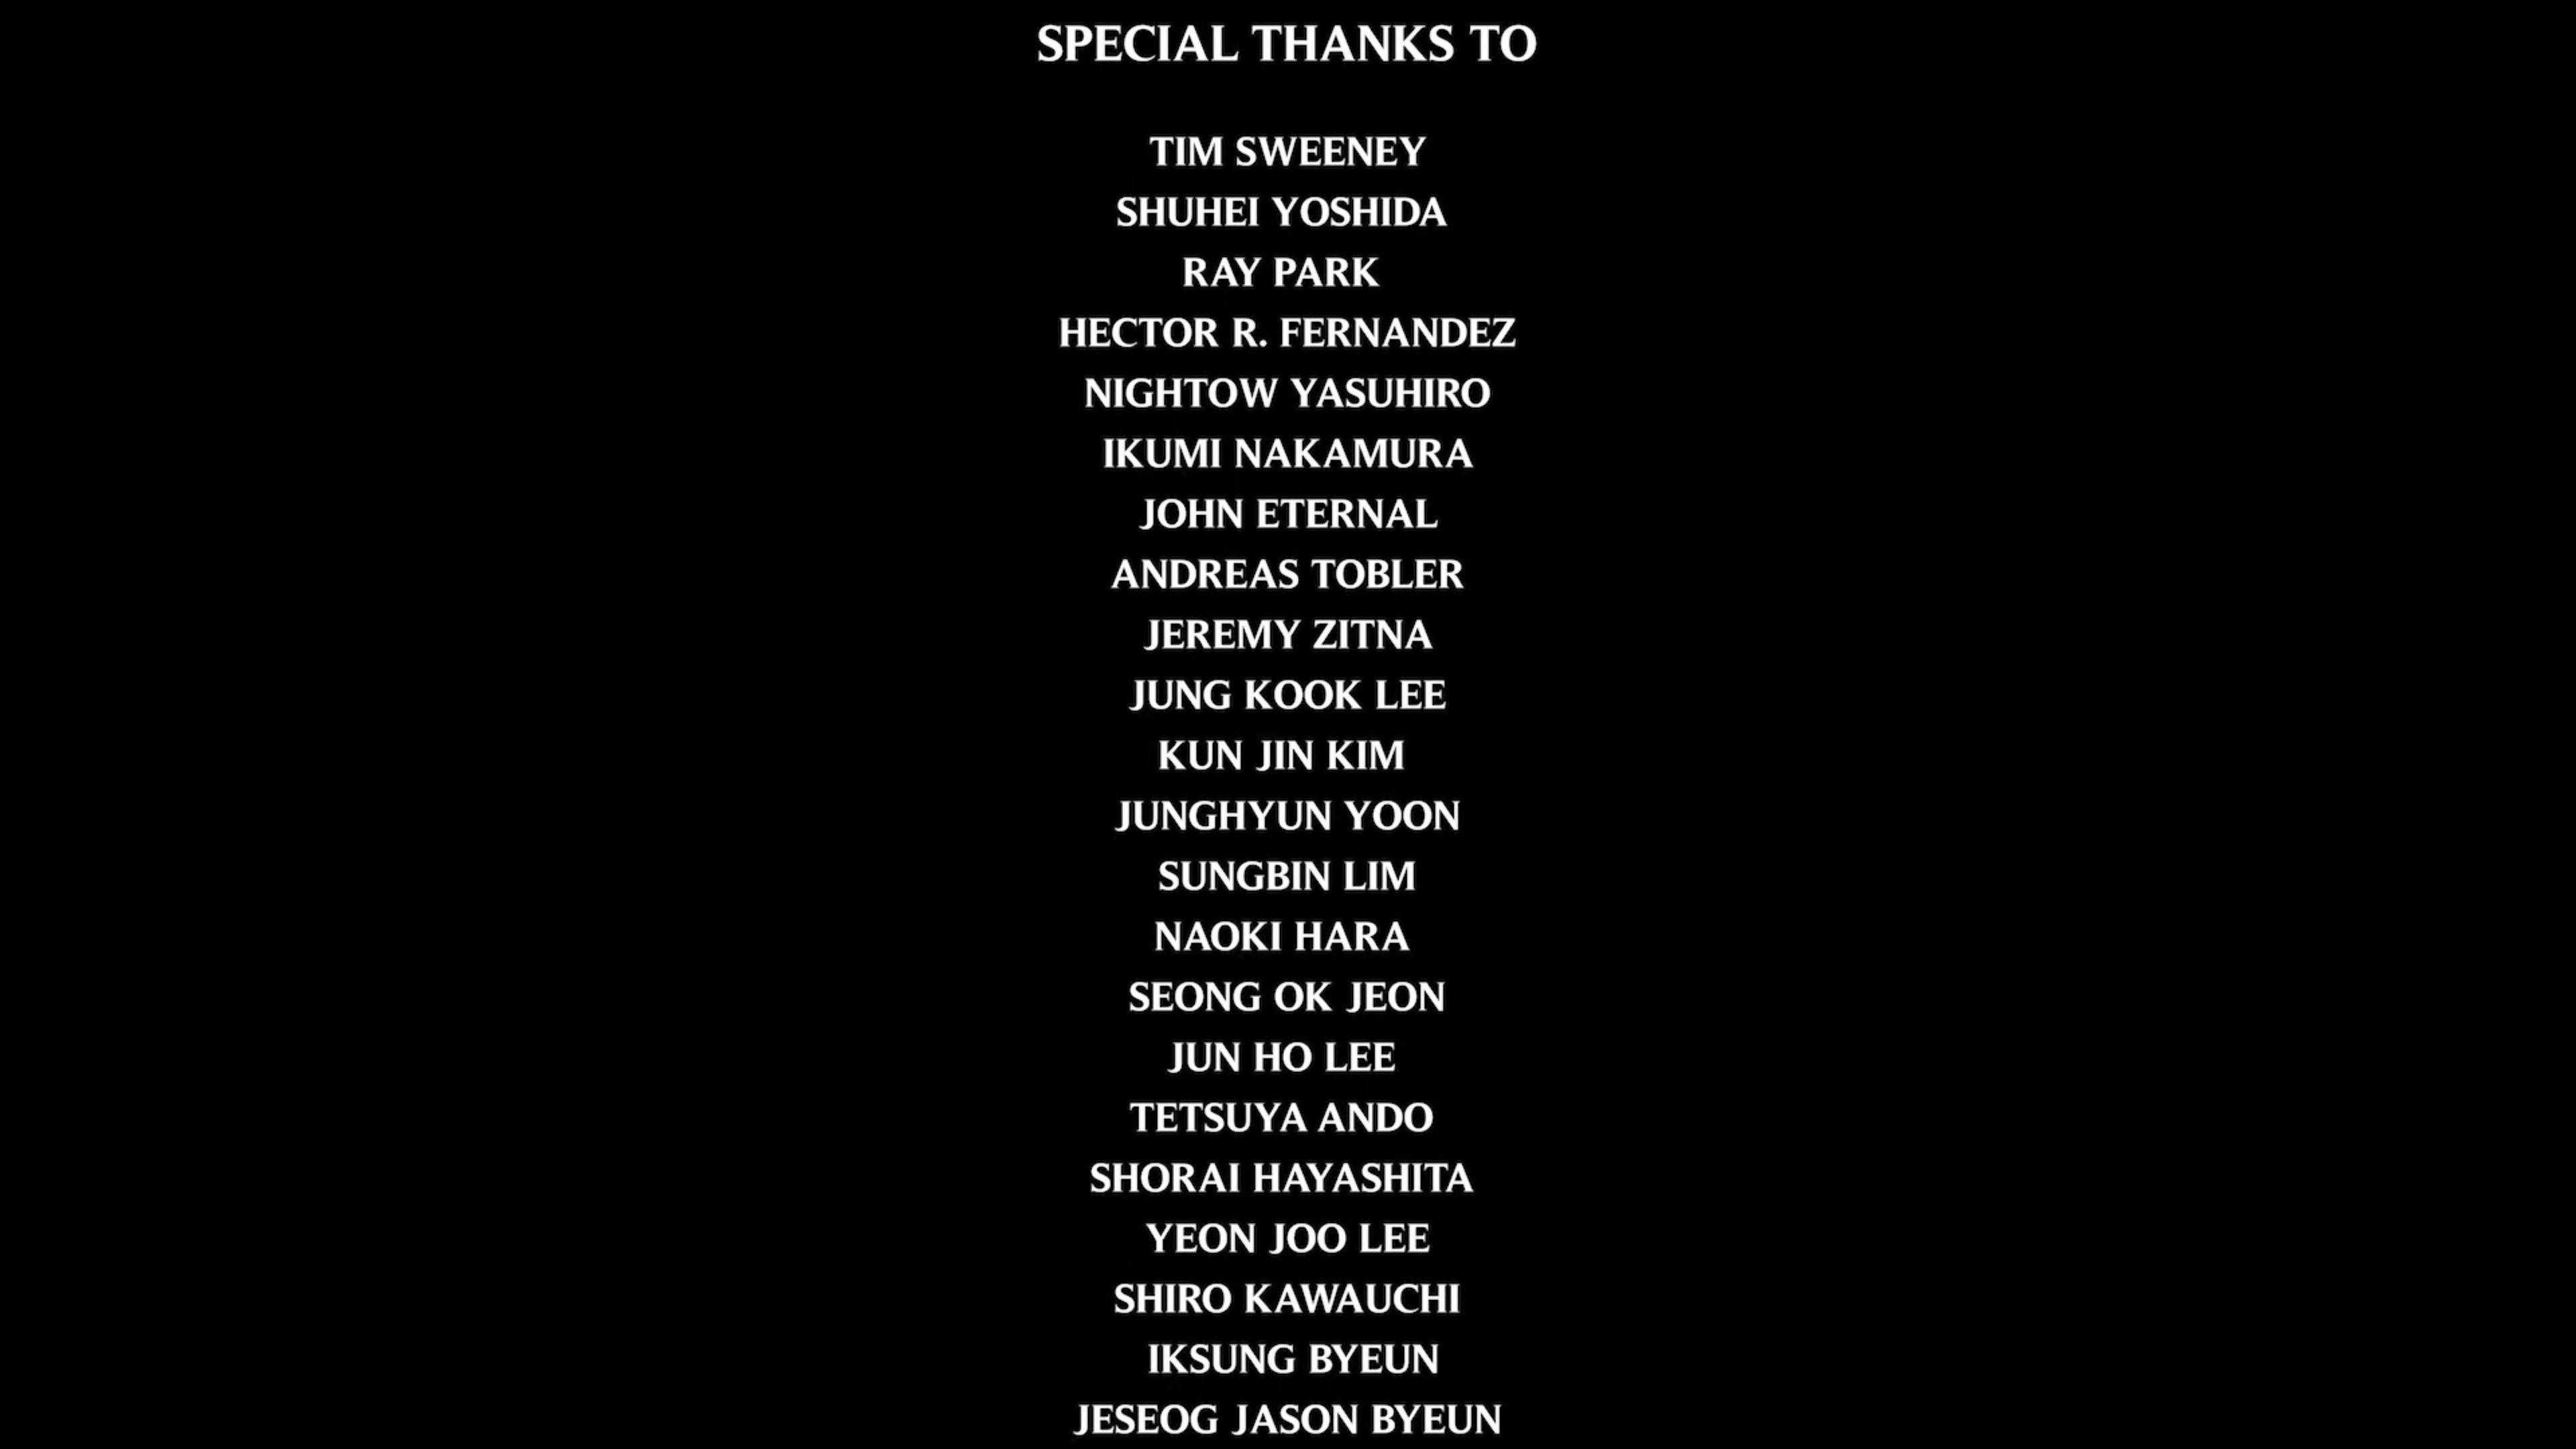 SPECIAL THANKS TO
TIM SWEENEY
SHUHEI YOSHIDA
RAY PARK
HECTOR R. FERNANDEZ
NIGHTOW YASUHIRO
IKUMI NAKAMURA
JOHN ETERNAL
ANDREAS TOBLER
JEREMY ZITNA
JUNG KOOK LEE
KUN JIN KIM
JUNGHYUN YOON
SUNGBIN LIM
NAOKI HARA
SEONG OK JEON
JUN HO LEE
TETSUYA ANDO
SHORAI HAYASHITA
YEON JOO LEE
SHIRO KAWAUCHI
IKSUNG BYEUN
JESEOG JASON BYEUN